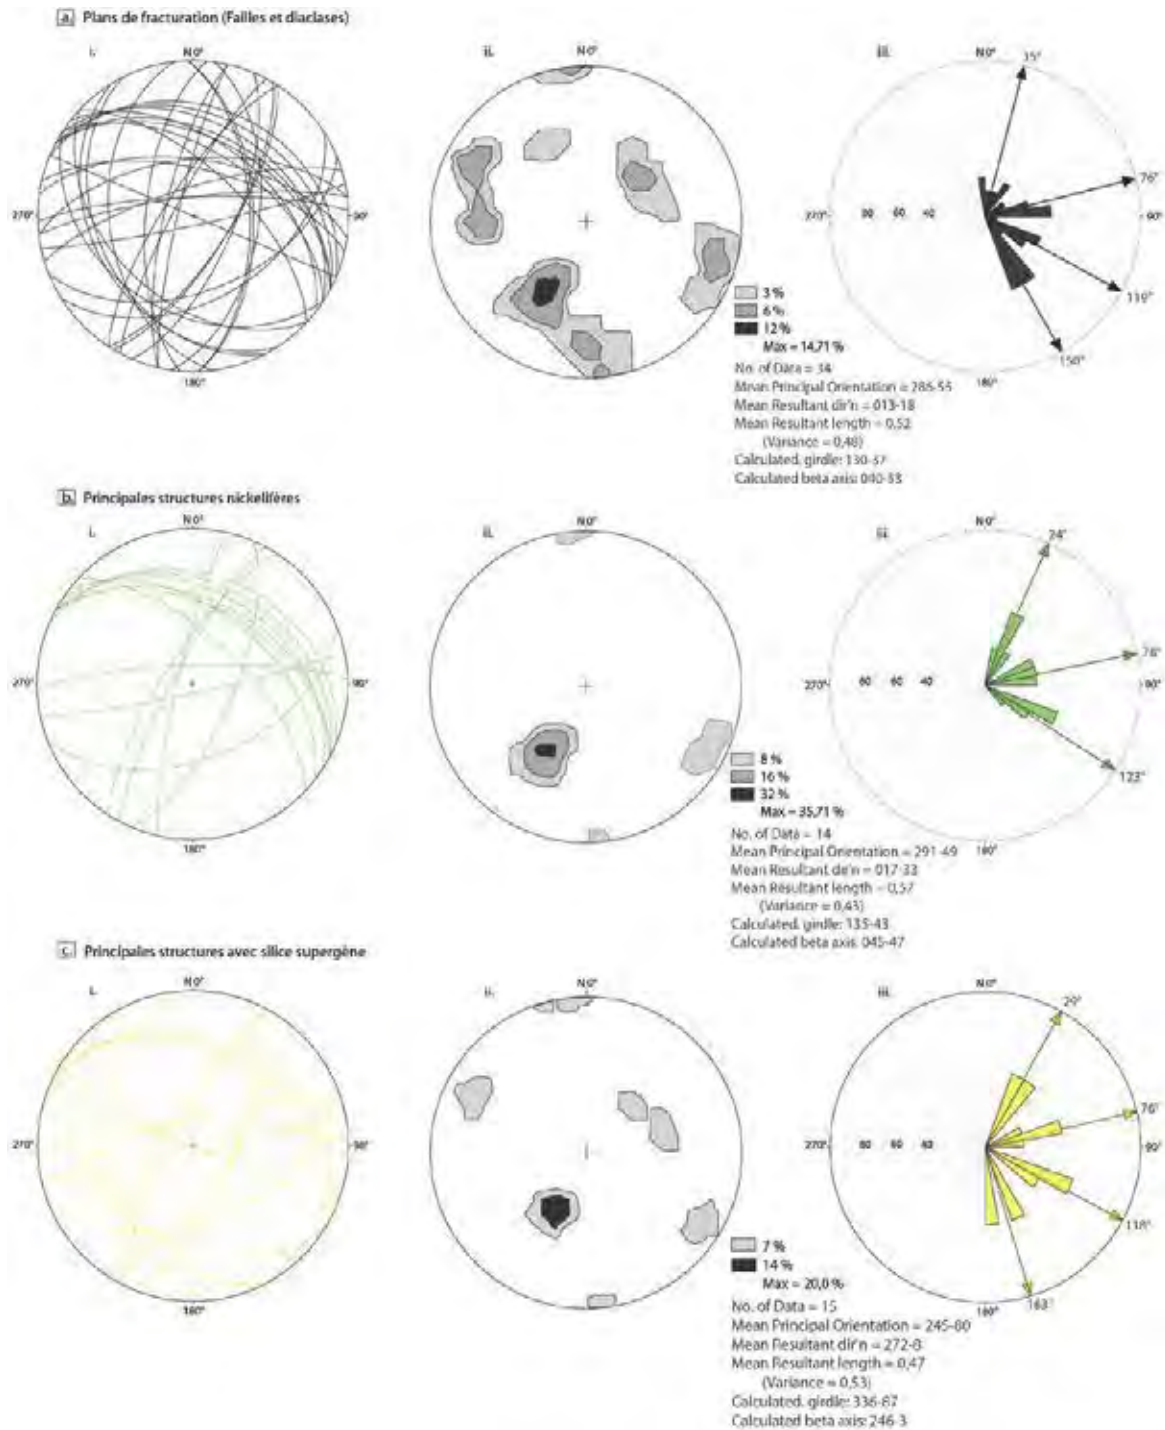 a. Plans de fracturation (Failles et diaclases)
i.
N 0°
270°
90°
180°
ii.
N 0°
3 %
6 %
12 %
Max = 14,71 %
No. of Data = 34
Mean Principal Orientation = 286-55
Mean Resultant dir'n = 013-18
Mean Resultant length = 0,52
(Variance = 0,48)
Calculated. girdle: 130-37
Calculated beta axis: 040-53
iii.
N 0°
76°
270°
80 60 40
90°
150°
180°
b. Principales structures nickelifères
i.
N 0°
270°
90°
180°
ii.
N 0°
8 %
16 %
32 %
Max = 35,71 %
No. of Data = 14
Mean Principal Orientation = 291-49
Mean Resultant dir'n = 017-33
Mean Resultant length = 0,57
(Variance = 0,43)
Calculated. girdle: 135-43
Calculated beta axis: 045-47
iii.
N 0°
24°
270°
60 40
90°
123°
180°
c. Principales structures avec silice supergène
i.
N 0°
270°
90°
180°
ii.
N 0°
7 %
14 %
Max = 20,0 %
No. of Data = 15
Mean Principal Orientation = 245-80
Mean Resultant dir'n = 272-8
Mean Resultant length = 0,47
(Variance = 0,53)
Calculated. girdle: 336-87
Calculated beta axis: 246-3
iii.
N 0°
29°
76°
270°
90°
118°
163°
180°